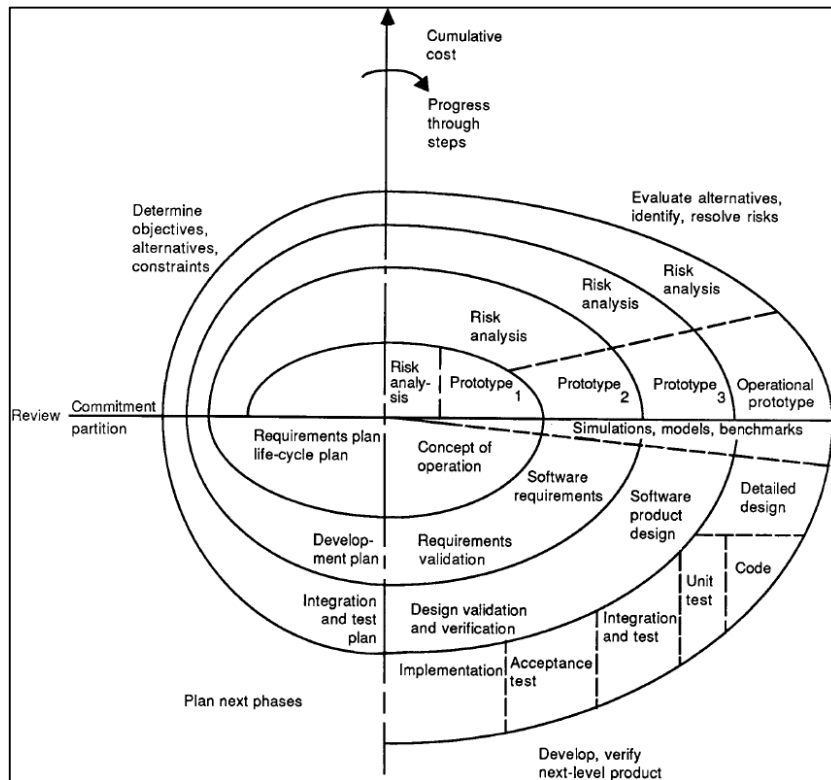 Cumulative
cost
Progress
through
steps
Determine
objectives,
alternatives,
constraints
Evaluate alternatives,
identify, resolve risks
Risk
analysis
Risk
analysis
Risk
analysis
Risk
analy-
sis
Prototype
1
Prototype
2
Prototype
3
Operational
prototype
Review
Commitment
partition
Simulations, models, benchmarks
Requirements plan
life-cycle plan
Concept of
operation
Software
requirements
Software
product
design
Detailed
design
Develop-
ment plan
Requirements
validation
Unit
test
Code
Integration
and test
plan
Design validation
and verification
Integration
and test
Implementation
Acceptance
test
Plan next phases
Develop, verify
next-level product